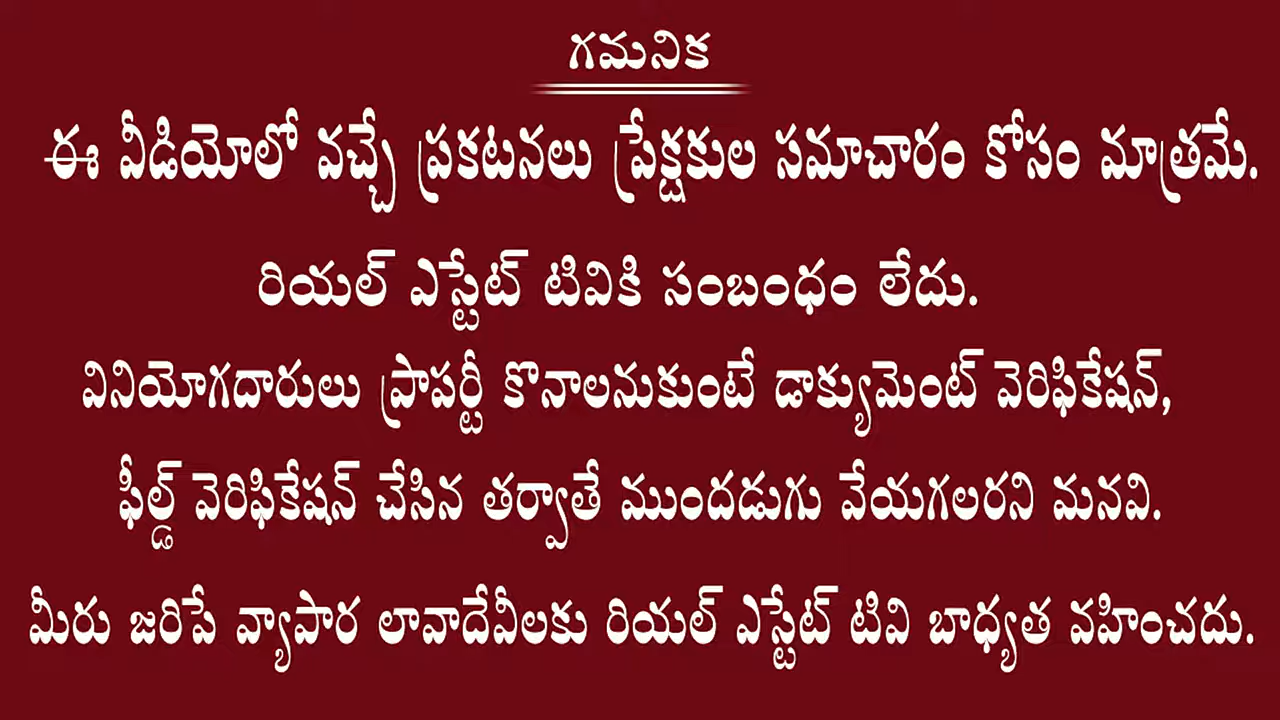 గమనిక
ఈ వీడియోలో వచ్చే ప్రకటనలు ప్రేక్షకుల సమాచారం కోసం మాత్రమే.
రియల్ ఎస్టేట్ టివికి సంబంధం లేదు.
వినియోగదారులు ప్రాపర్టీ కొనాలనుకుంటే డాక్యుమెంట్ వెరిఫికేషన్,
ఫీల్డ్ వెరిఫికేషన్ చేసిన తర్వాతే ముందడుగు వేయగలరని మనవి.
మీరు జరిపే వ్యాపార లావాదేవీలకు రియల్ ఎస్టేట్ టివి బాధ్యత వహించదు.